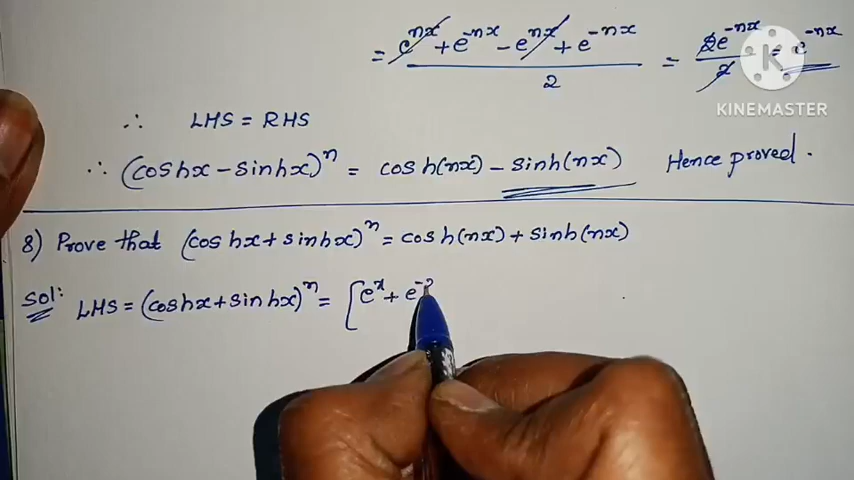 = e^nx + e^-nx - e^nx + e^-nx / 2 = 2e^-nx / 2 = e^-nx
KINEMASTER
∴ LHS = RHS
∴ (coshx - sinhx)^n = cosh(nx) - sinh(nx) Hence proved.
8) Prove that (coshx + sinhx)^n = cosh(nx) + sinh(nx)
Sol: LHS = (coshx + sinhx)^n = [e^x + e^-